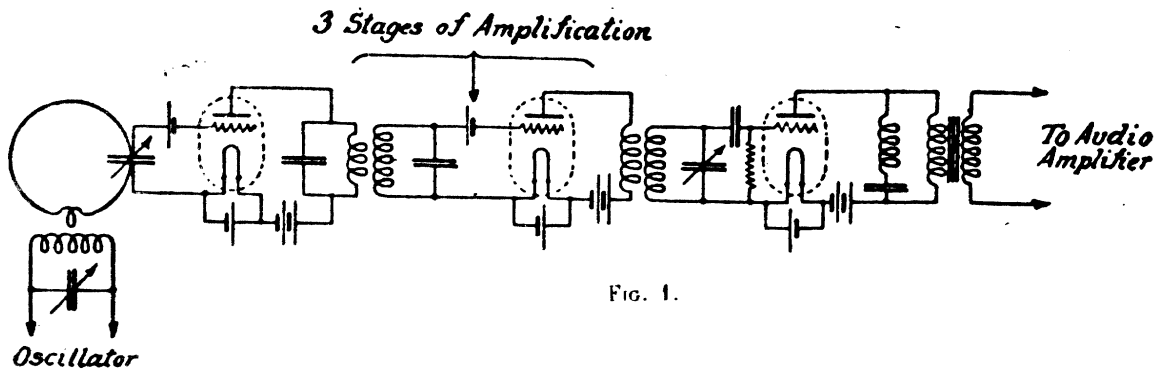 3 Stages of Amplification
To Audio
Amplifier
FIG. 1.
Oscillator